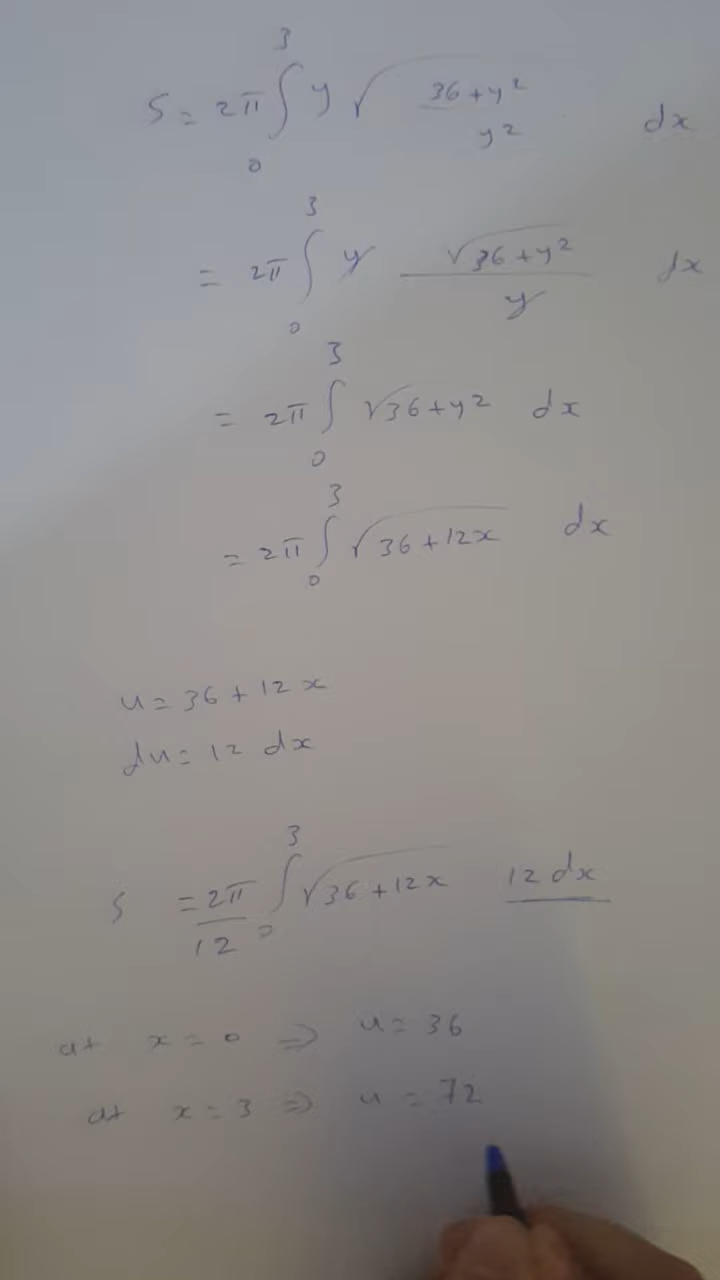 S = 2π ∫₀³ y √(36+y² / y²) dx
= 2π ∫₀³ y √(36+y²) / y dx
= 2π ∫₀³ √36+y² dx
= 2π ∫₀³ √(36+12x) dx
u = 36 + 12x
du = 12 dx
S = 2π/12 ∫₀³ √(36+12x) 12 dx
at x = 0 ⇒ u = 36
at x = 3 ⇒ u = 72